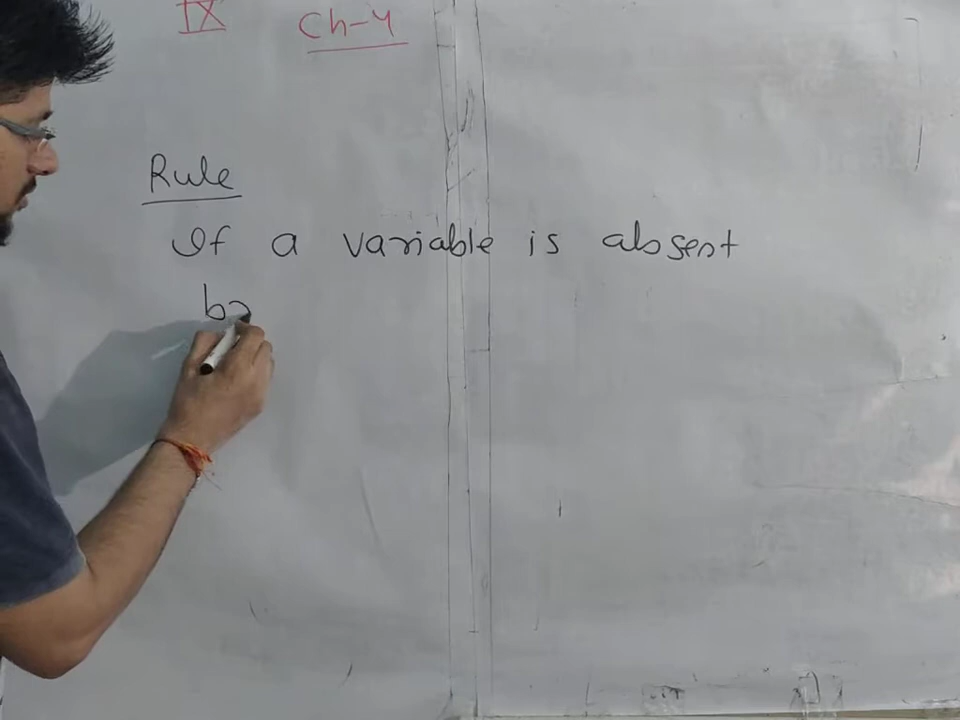 IX Ch-4
Rule
If a variable is absent